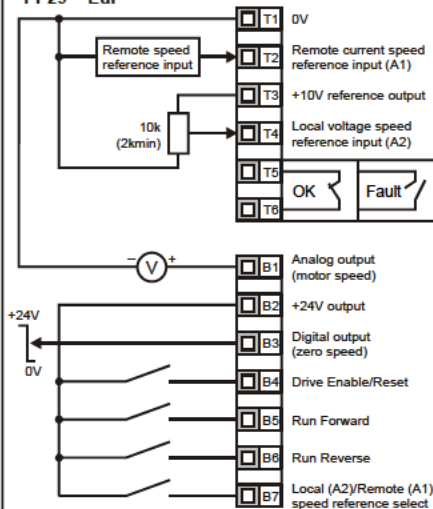 T1 0V
Remote speed
reference input
T2 Remote current speed
reference input (A1)
T3 +10V reference output
10k
(2kmin)
T4 Local voltage speed
reference input (A2)
T5
OK
Fault
T6
– V +
B1 Analog output
(motor speed)
B2 +24V output
+24V
0V
B3 Digital output
(zero speed)
B4 Drive Enable/Reset
B5 Run Forward
B6 Run Reverse
B7 Local (A2)/Remote (A1)
speed reference select